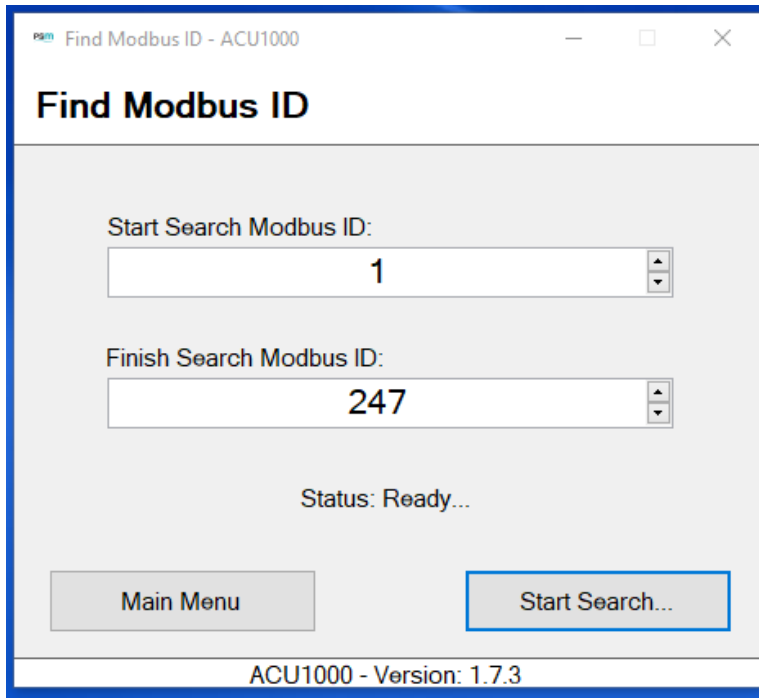 PSM Find Modbus ID - ACU1000
Find Modbus ID
Start Search Modbus ID:
1
Finish Search Modbus ID:
247
Status: Ready...
Main Menu
Start Search...
ACU1000 - Version: 1.7.3